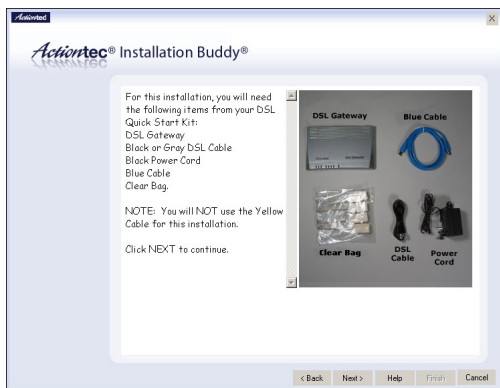 Actiontec
Actiontec® Installation Buddy®
For this installation, you will need
the following items from your DSL
Quick Start Kit:
DSL Gateway
Black or Gray DSL Cable
Black Power Cord
Blue Cable
Clear Bag.
NOTE: You will NOT use the Yellow
Cable for this installation.
Click NEXT to continue.
DSL Gateway
Blue Cable
Clear Bag
DSL
Cable
Power
Cord
< Back
Next >
Help
Finish
Cancel